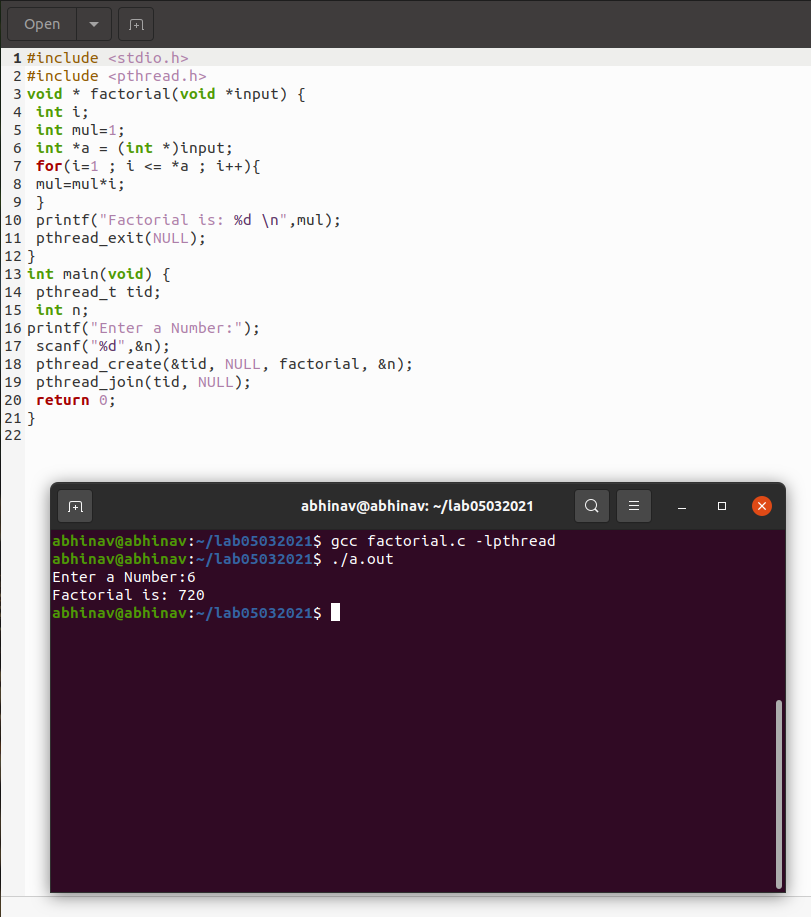 Open
1 #include <stdio.h>
2 #include <pthread.h>
3 void * factorial(void *input) {
4  int i;
5  int mul=1;
6  int *a = (int *)input;
7  for(i=1 ; i <= *a ; i++){
8  mul=mul*i;
9  }
10  printf("Factorial is: %d \n",mul);
11  pthread_exit(NULL);
12 }
13 int main(void) {
14  pthread_t tid;
15  int n;
16 printf("Enter a Number:");
17  scanf("%d",&n);
18  pthread_create(&tid, NULL, factorial, &n);
19  pthread_join(tid, NULL);
20  return 0;
21 }
22
abhinav@abhinav: ~/lab05032021
abhinav@abhinav:~/lab05032021$ gcc factorial.c -lpthread
abhinav@abhinav:~/lab05032021$ ./a.out
Enter a Number:6
Factorial is: 720
abhinav@abhinav:~/lab05032021$